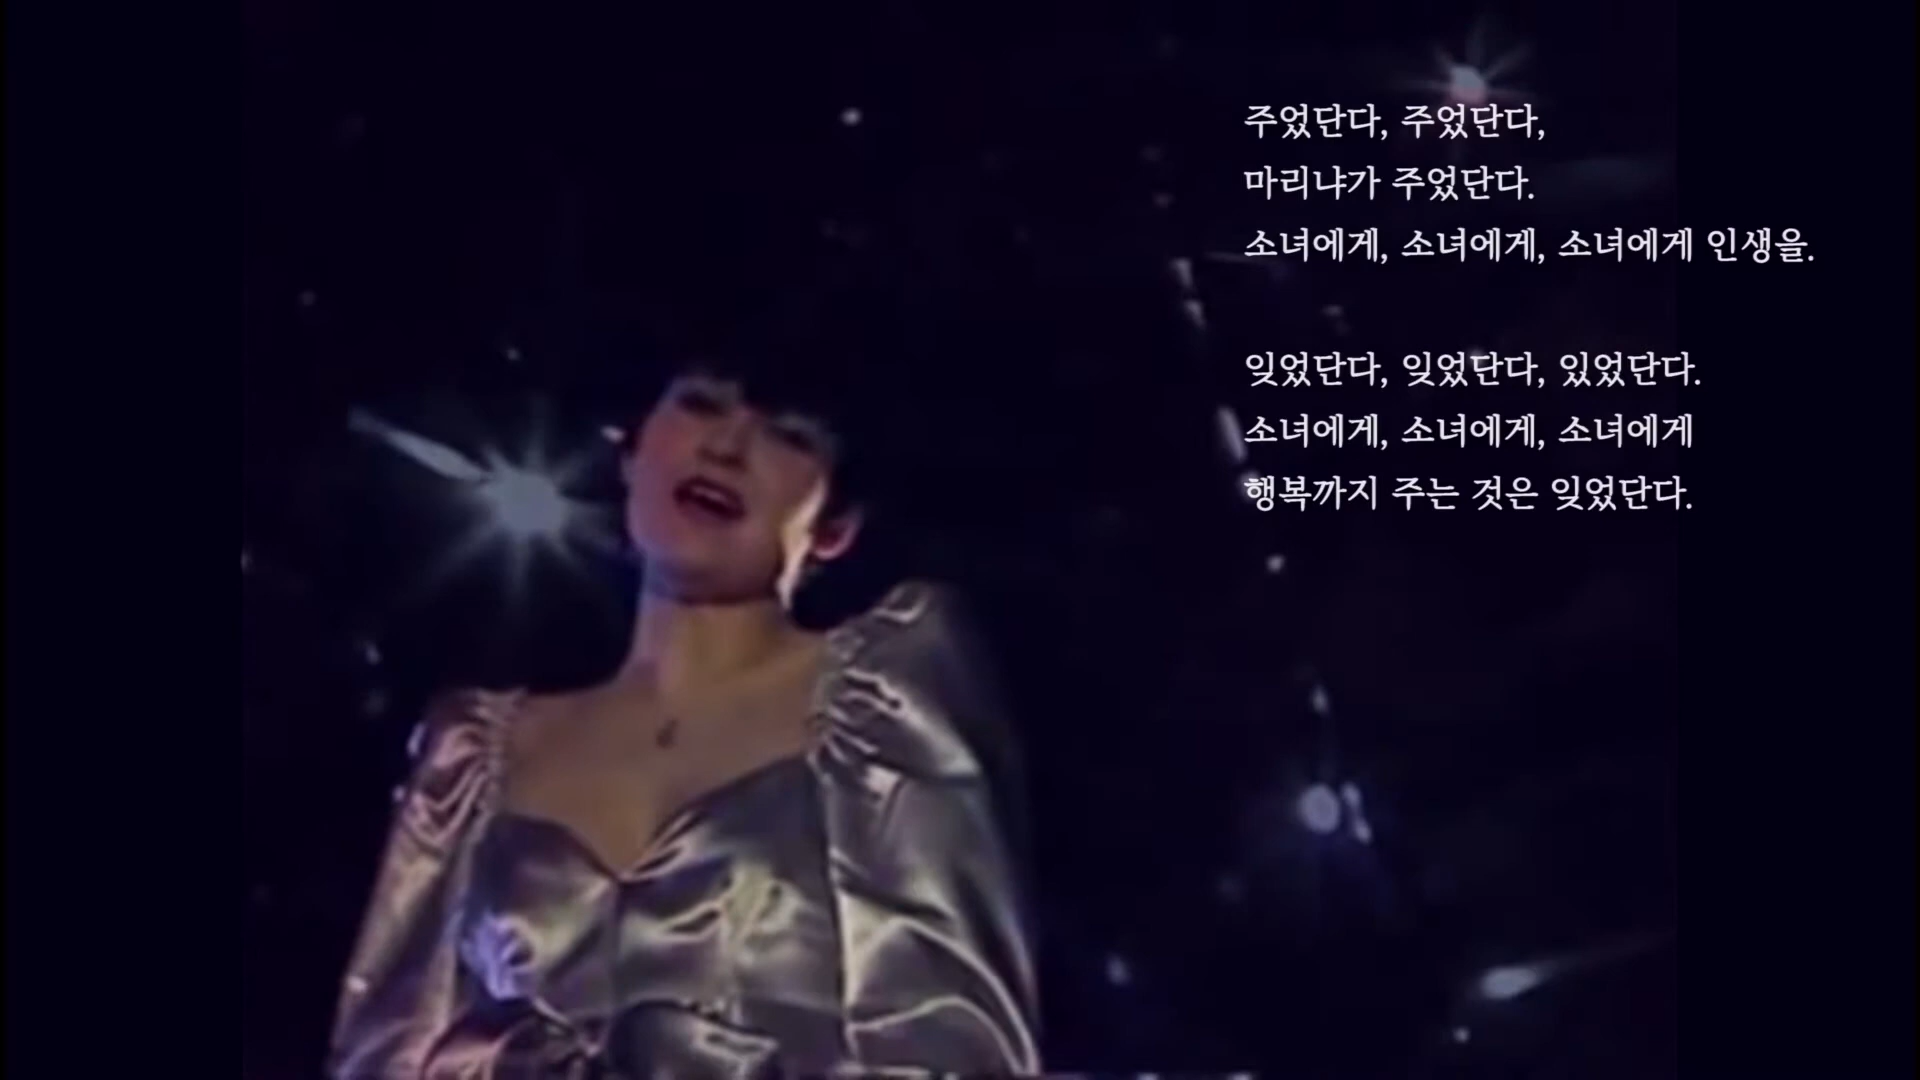 주었단다, 주었단다,
마리냐가 주었단다.
소녀에게, 소녀에게, 소녀에게 인생을.
잊었단다, 잊었단다, 있었단다.
소녀에게, 소녀에게, 소녀에게
행복까지 주는 것은 잊었단다.